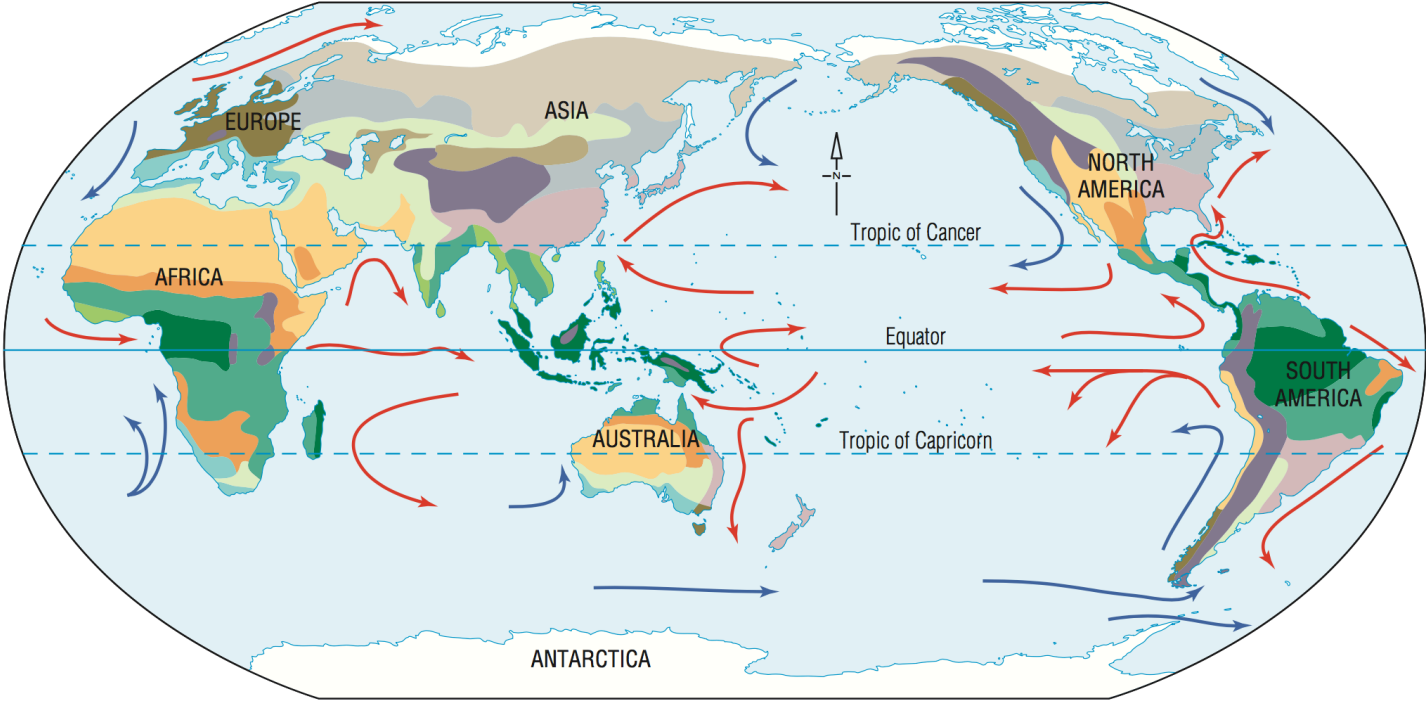 ASIA
EUROPE
NORTH
AMERICA
N
Tropic of Cancer
AFRICA
Equator
SOUTH
AMERICA
AUSTRALIA
Tropic of Capricorn
ANTARCTICA